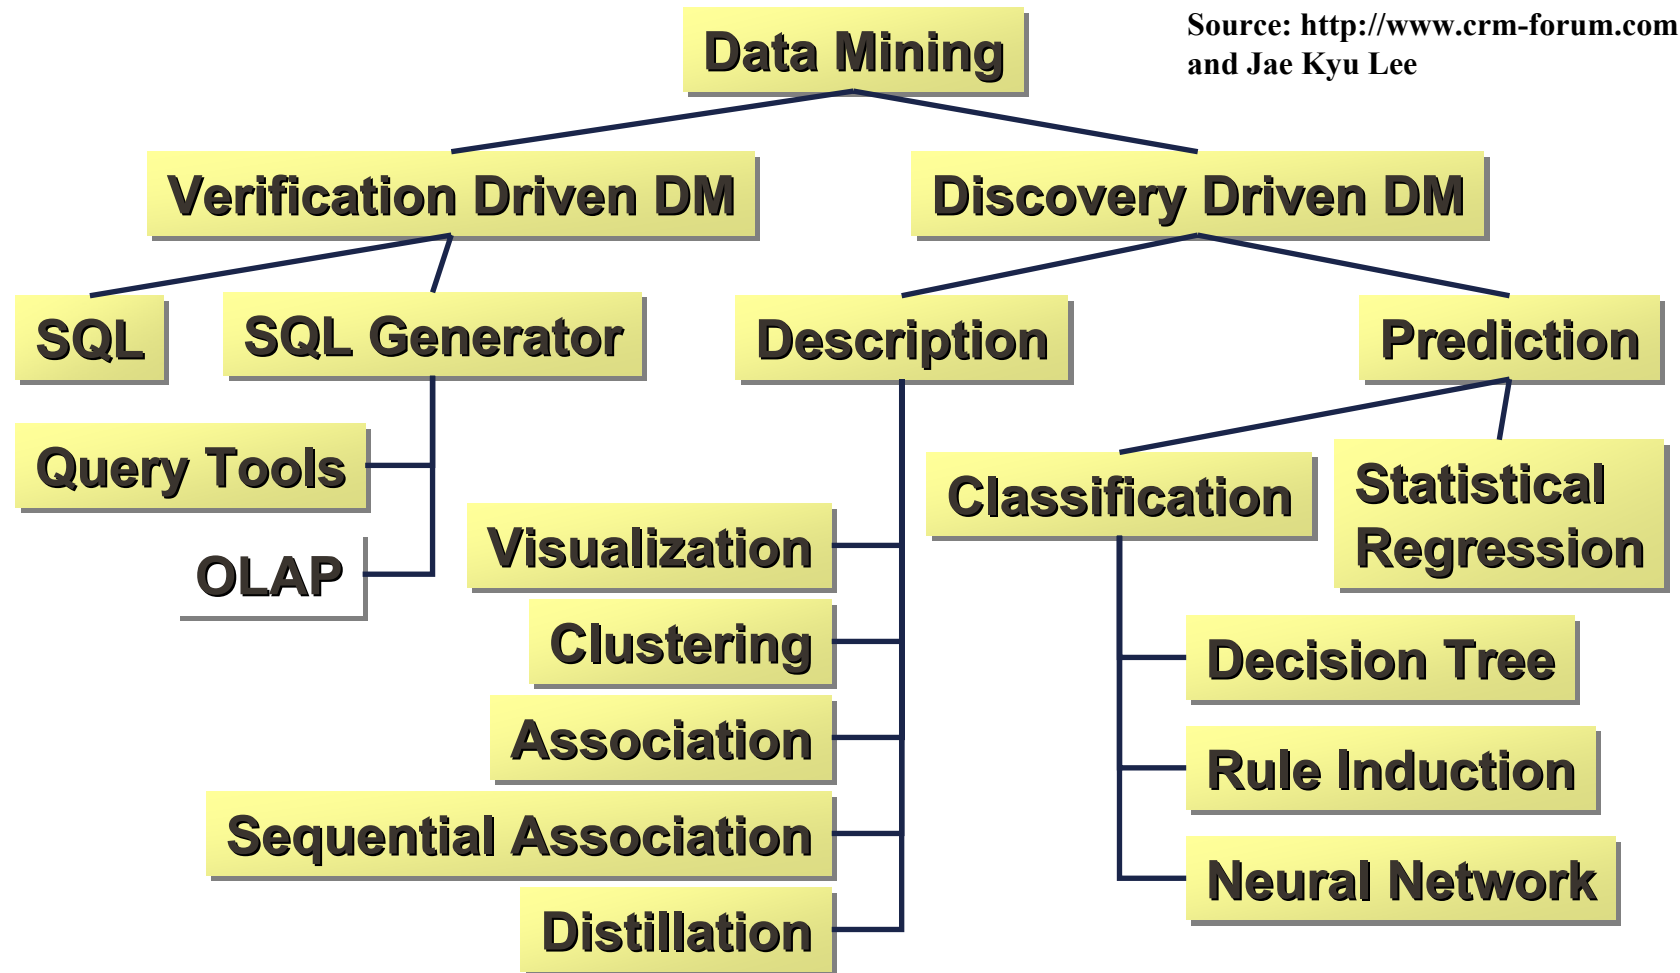 Data Mining
Source: http://www.crm-forum.com
and Jae Kyu Lee
Verification Driven DM
Discovery Driven DM
SQL
SQL Generator
Description
Prediction
Query Tools
OLAP
Visualization
Clustering
Association
Sequential Association
Distillation
Classification
Statistical
Regression
Decision Tree
Rule Induction
Neural Network